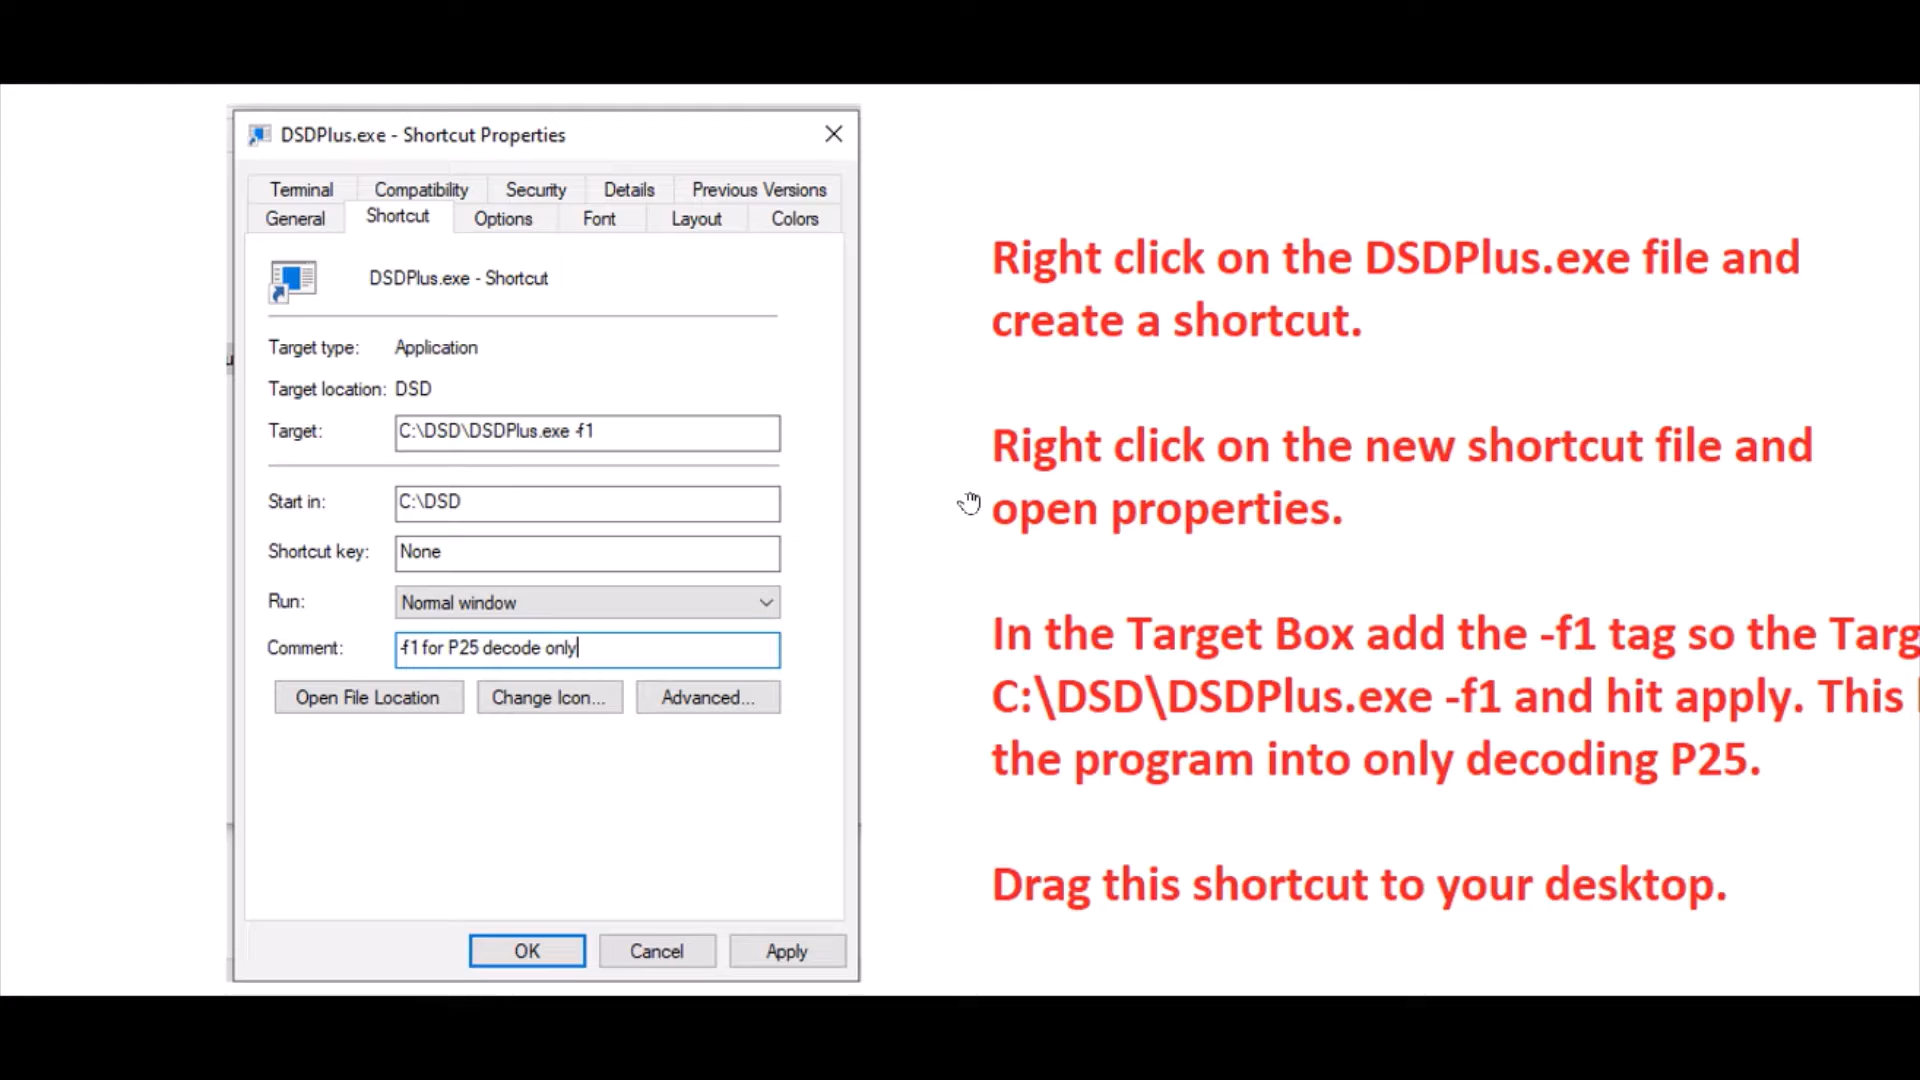 DSDPlus.exe - Shortcut Properties
Terminal Compatibility Security Details Previous Versions
General Shortcut Options Font Layout Colors
DSDPlus.exe - Shortcut
Target type: Application
Target location: DSD
Target: C:\DSD\DSDPlus.exe -f1
Start in: C:\DSD
Shortcut key: None
Run: Normal window
Comment: -f1 for P25 decode only
Open File Location Change Icon... Advanced...
OK Cancel Apply
Right click on the DSDPlus.exe file and
create a shortcut.
Right click on the new shortcut file and
open properties.
In the Target Box add the -f1 tag so the Targ
C:\DSD\DSDPlus.exe -f1 and hit apply. This
the program into only decoding P25.
Drag this shortcut to your desktop.